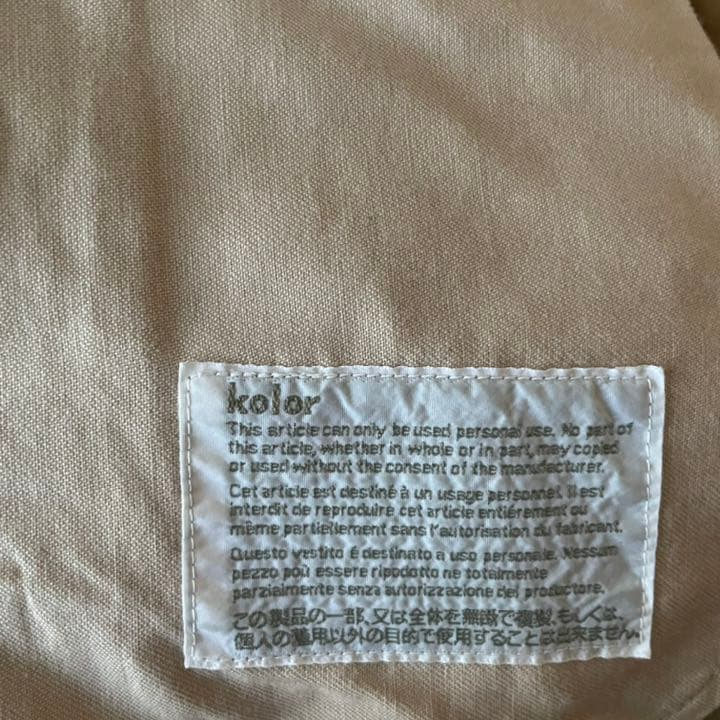 kolor
This article can only be used personal use. No part of
this article, whether in whole or in part, may copied
or used without the consent of the manufacturer.
Cet article est destiné à un usage personnel. Il est
interdit de reproduire cet article entiérement ou
même partiellement sans l'autorisation du fabricant.
Questo vestito é destinato a uso personale. Nessum
pezzo poù essere ripodotto ne totalmente
parzialmente senza autorizzazione del proctore.
この製品の一部、又は全体を無断で複製、もしくは、
個人の着用以外の目的で使用することは出来ません。